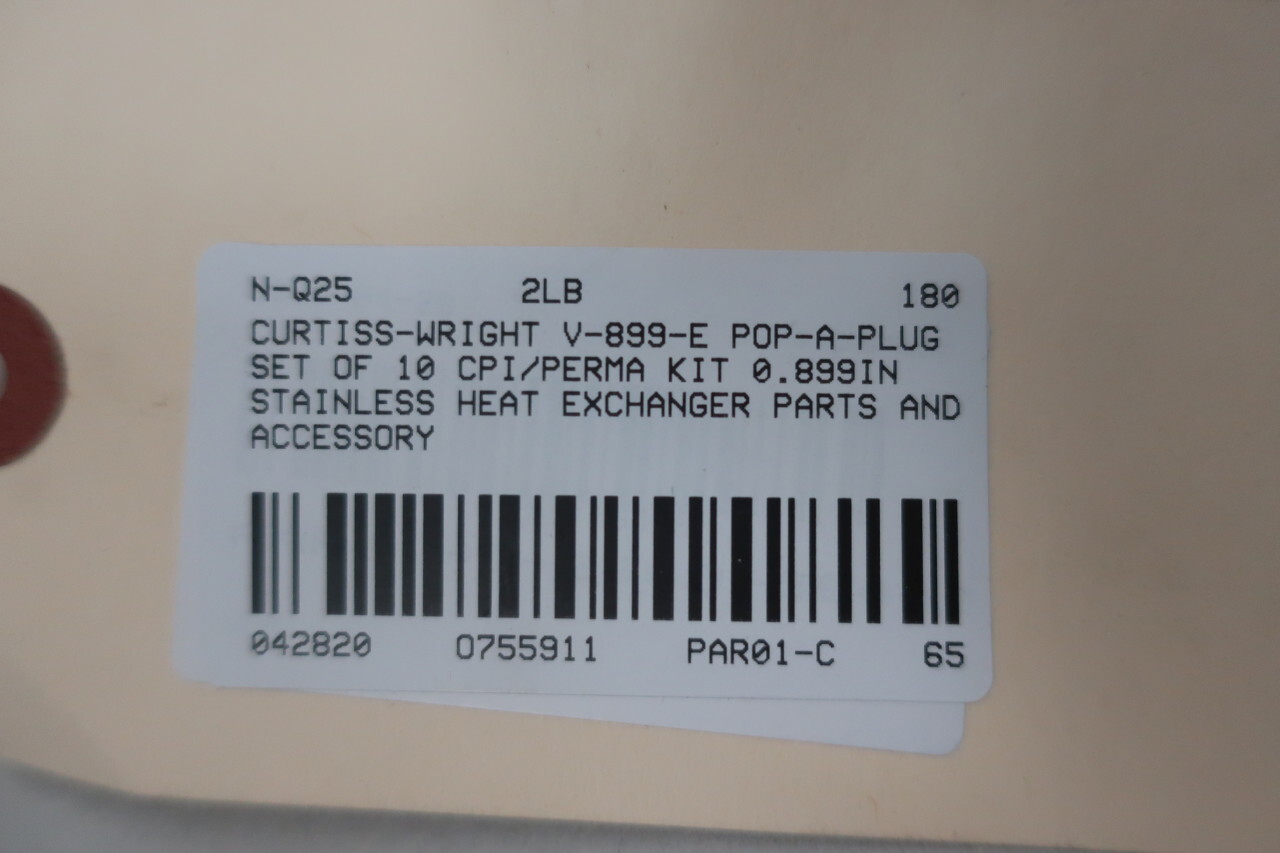 N-Q25 2LB 180
CURTISS-WRIGHT V-899-E POP-A-PLUG
SET OF 10 CPI/PERMA KIT 0.899IN
STAINLESS HEAT EXCHANGER PARTS AND
ACCESSORY
042820 O755911 PAR01-C 65